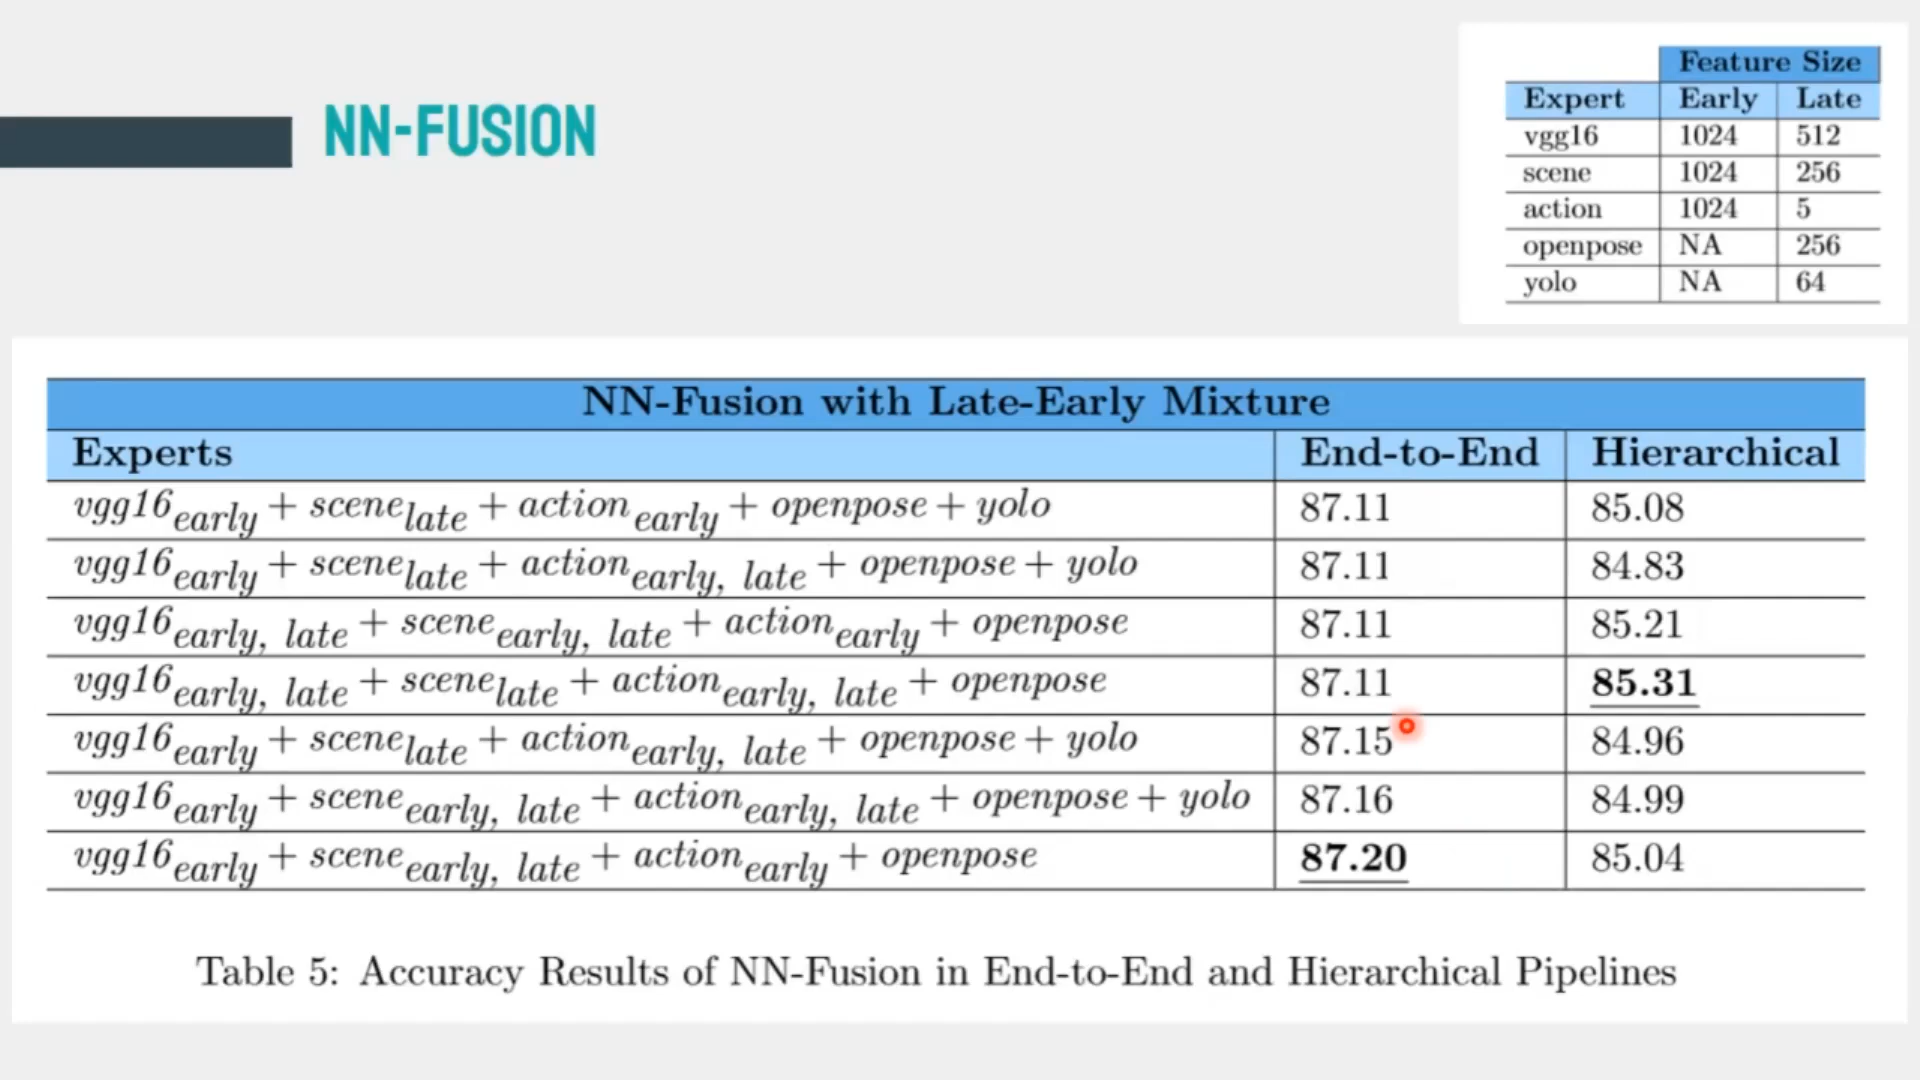 NN-FUSION
Feature Size
Expert Early Late
vgg16 1024 512
scene 1024 256
action 1024 5
openpose NA 256
yolo NA 64
NN-Fusion with Late-Early Mixture
Experts End-to-End Hierarchical
vgg16early + scenelate + actionearly + openpose + yolo 87.11 85.08
vgg16early + scenelate + actionearly, late + openpose + yolo 87.11 84.83
vgg16early, late + sceneearly, late + actionearly + openpose 87.11 85.21
vgg16early, late + scenelate + actionearly, late + openpose 87.11 85.31
vgg16early + scenelate + actionearly, late + openpose + yolo 87.15 84.96
vgg16early + sceneearly, late + actionearly, late + openpose + yolo 87.16 84.99
vgg16early + sceneearly, late + actionearly + openpose 87.20 85.04
Table 5: Accuracy Results of NN-Fusion in End-to-End and Hierarchical Pipelines